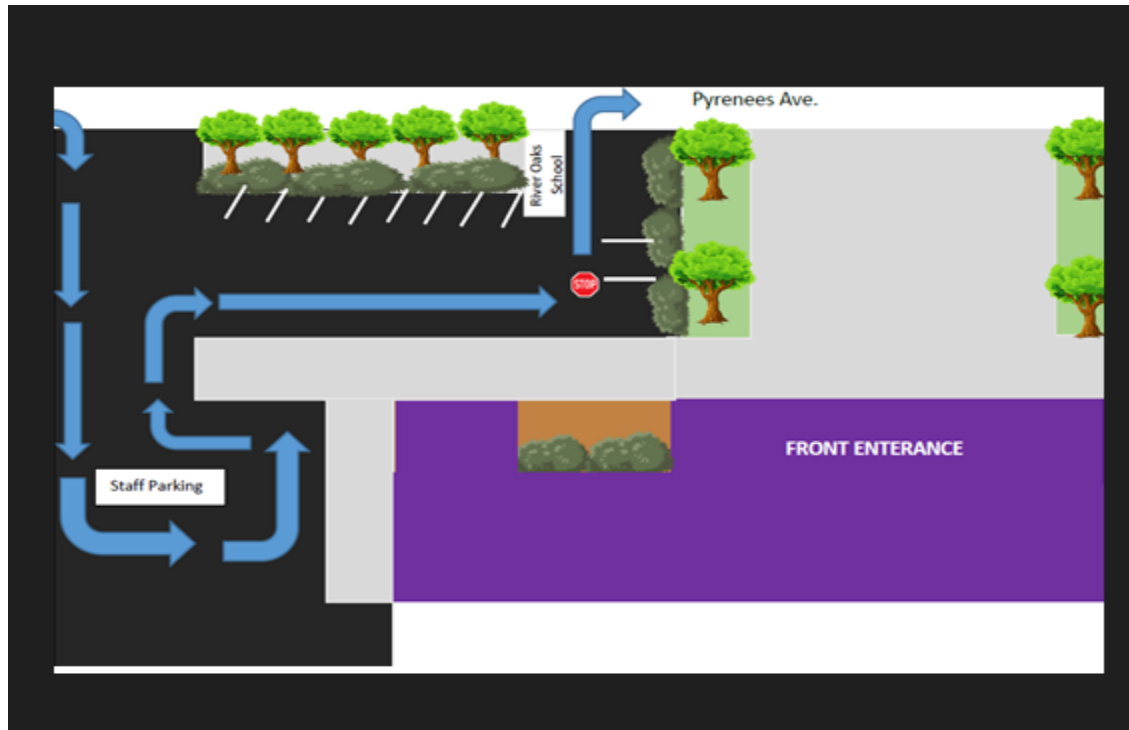 Pyrenees Ave.
River Oaks
School
STOP
FRONT ENTERANCE
Staff Parking